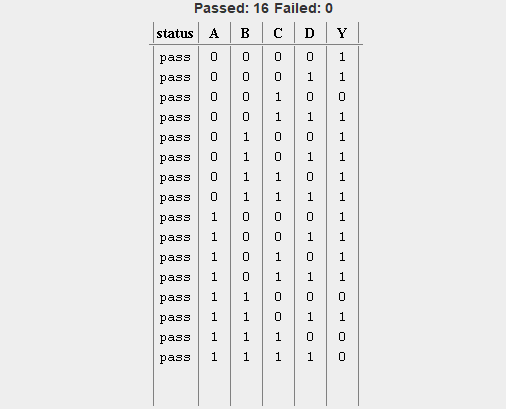 Passed: 16 Failed: 0
status A B C D Y
pass 0 0 0 0 1
pass 0 0 0 1 1
pass 0 0 1 0 0
pass 0 0 1 1 1
pass 0 1 0 0 1
pass 0 1 0 1 1
pass 0 1 1 0 1
pass 0 1 1 1 1
pass 1 0 0 0 1
pass 1 0 0 1 1
pass 1 0 1 0 1
pass 1 0 1 1 1
pass 1 1 0 0 0
pass 1 1 0 1 1
pass 1 1 1 0 0
pass 1 1 1 1 0